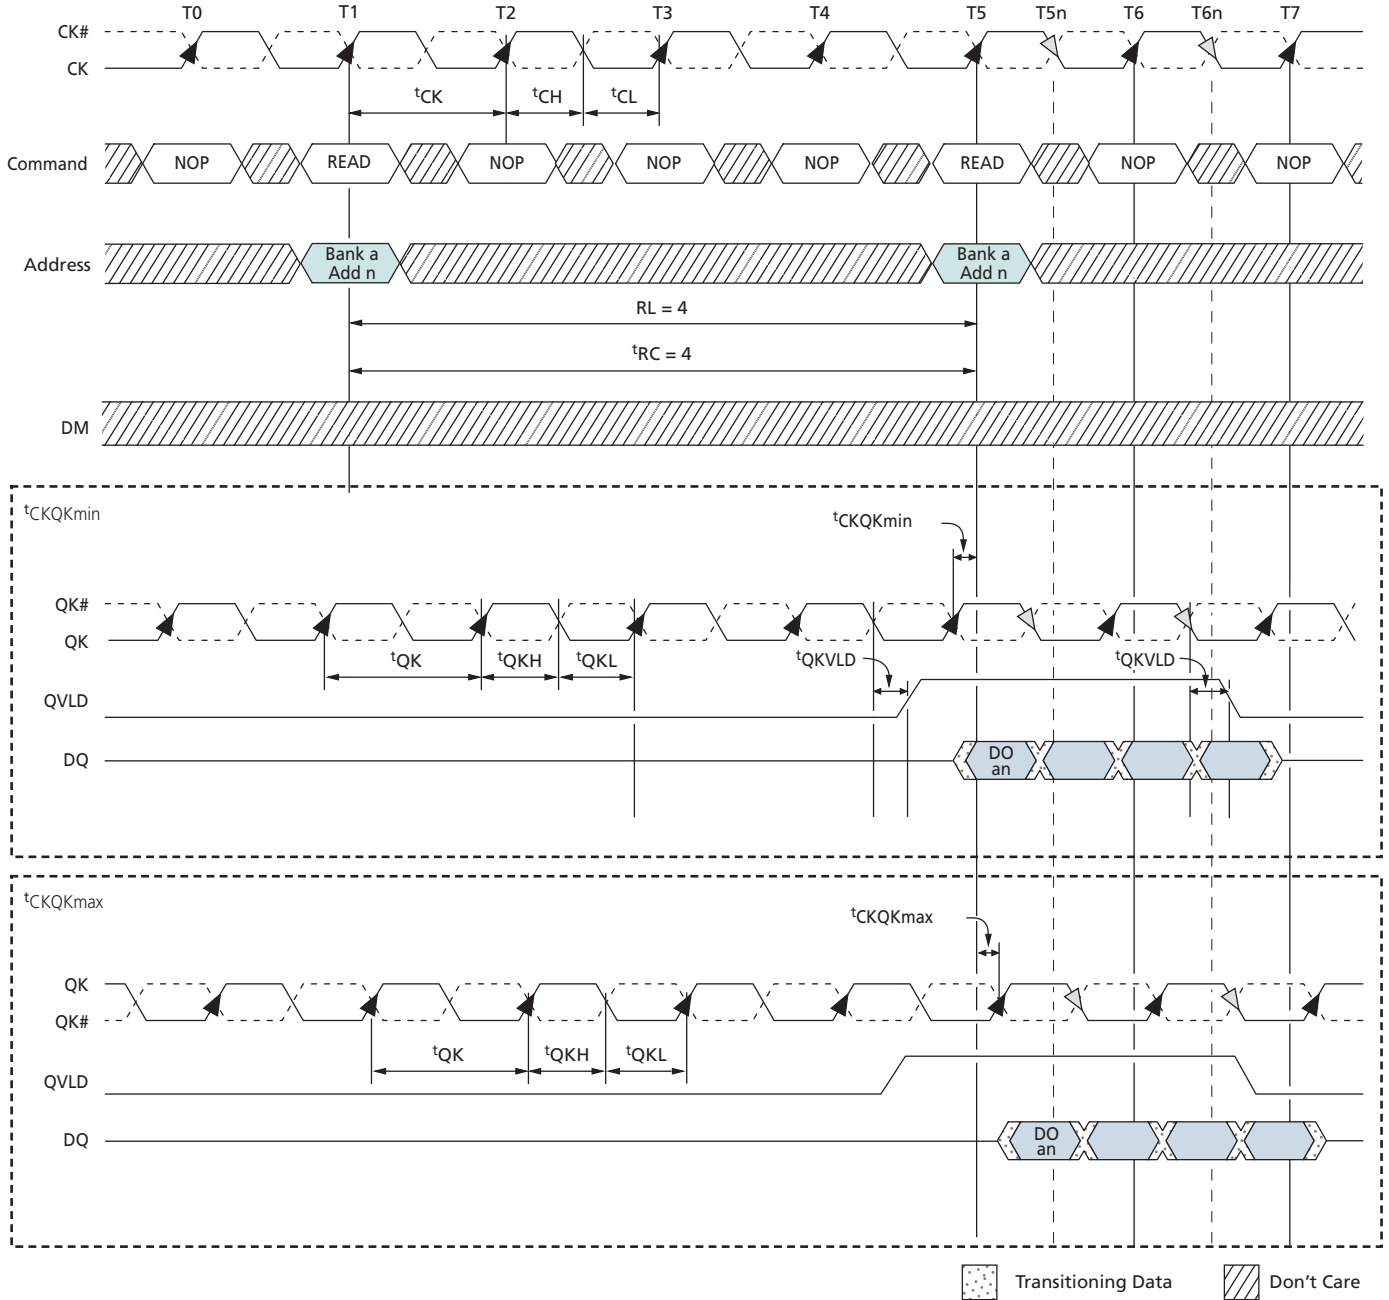 T0 T1 T2 T3 T4 T5 T5n T6 T6n T7
CK#
CK
tCK tCH tCL
Command NOP READ NOP NOP NOP READ NOP NOP
Address Bank a Add n Bank a Add n
RL = 4
tRC = 4
DM
tCKQKmin
tCKQKmin
QK#
QK
tQK tQKH tQKL tQKVLD tQKVLD
QVLD
DQ DO an
tCKQKmax
tCKQKmax
QK
QK#
tQK tQKH tQKL
QVLD
DQ DO an
Transitioning Data Don't Care